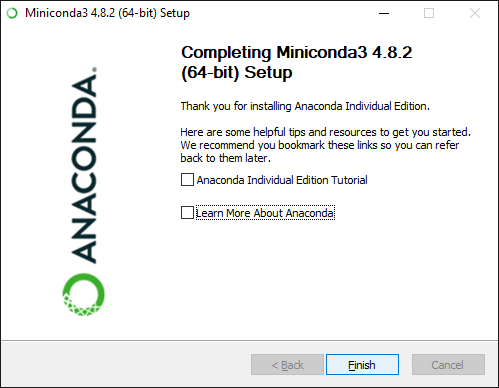 Miniconda3 4.8.2 (64-bit) Setup
Completing Miniconda3 4.8.2
(64-bit) Setup
Thank you for installing Anaconda Individual Edition.
Here are some helpful tips and resources to get you started.
We recommend you bookmark these links so you can refer
back to them later.
Anaconda Individual Edition Tutorial
Learn More About Anaconda
ANACONDA.
< Back
Finish
Cancel